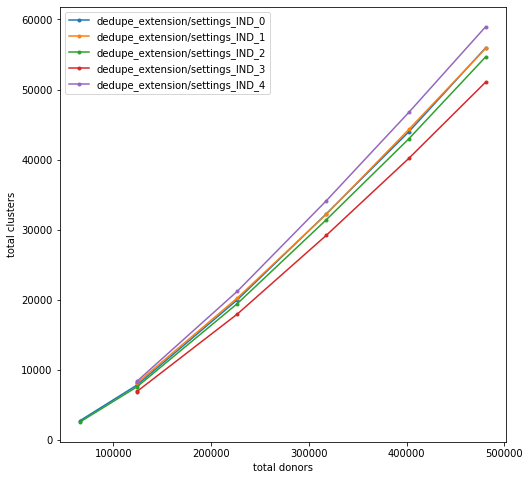 dedupe_extension/settings_IND_0
dedupe_extension/settings_IND_1
dedupe_extension/settings_IND_2
dedupe_extension/settings_IND_3
dedupe_extension/settings_IND_4
60000
50000
40000
30000
20000
10000
0
total clusters
100000 200000 300000 400000 500000
total donors